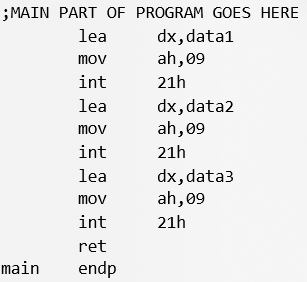 ;MAIN PART OF PROGRAM GOES HERE
lea dx,data1
mov ah,09
int 21h
lea dx,data2
mov ah,09
int 21h
lea dx,data3
mov ah,09
int 21h
ret
main endp